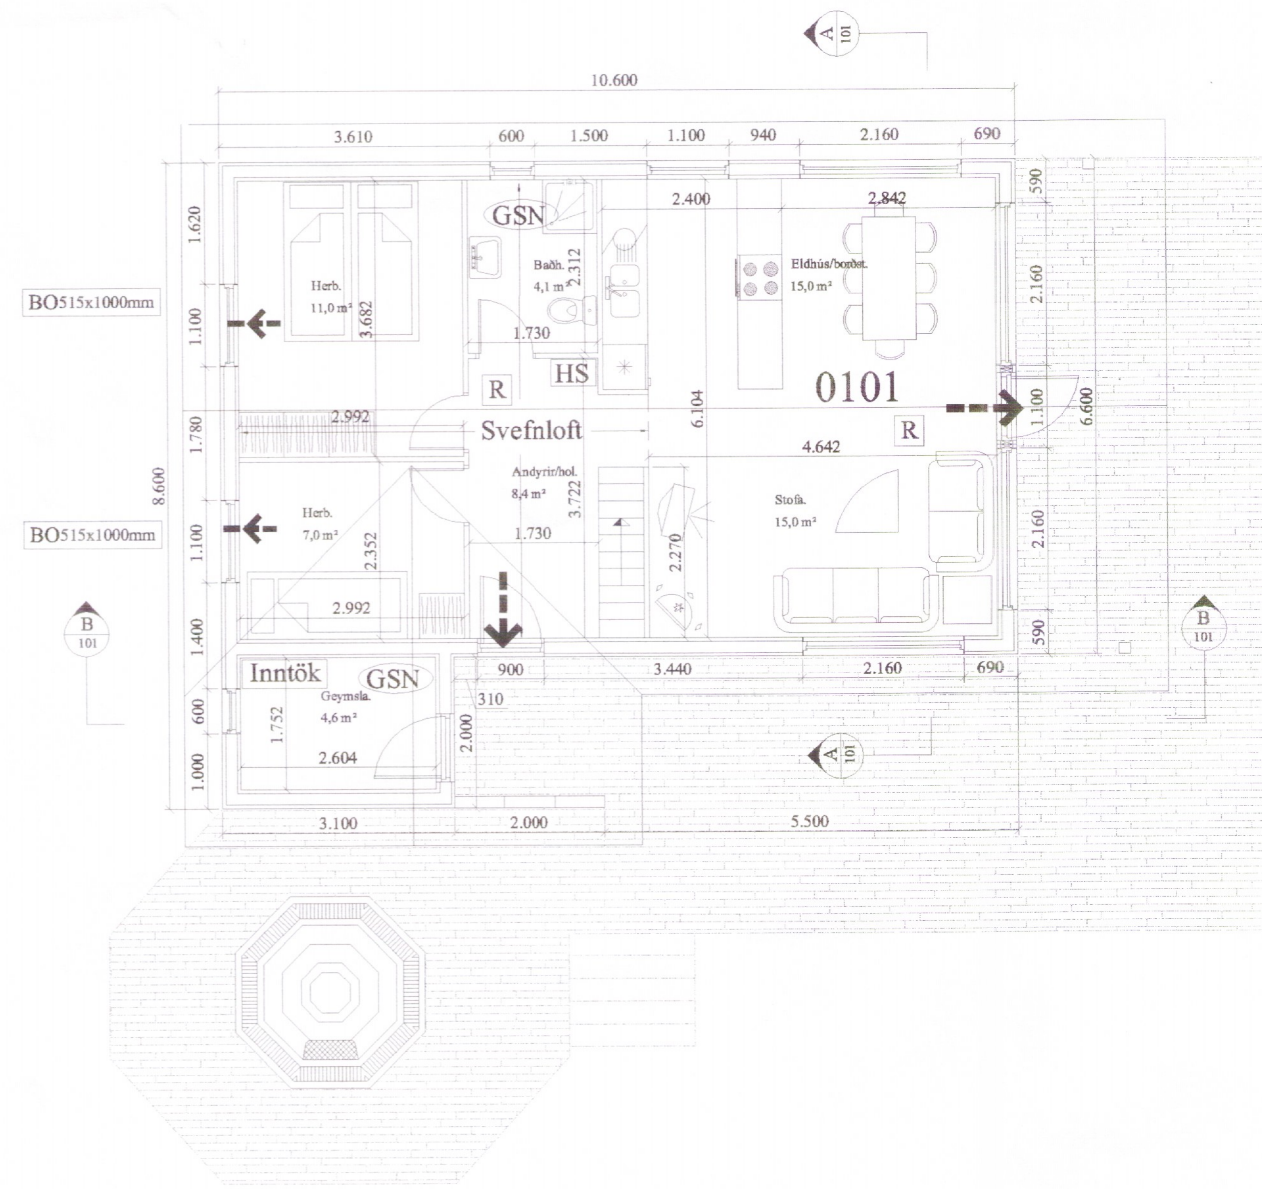 A
101
10.600
3.610
600
1.500
1.100
940
2.160
690
590
1.620
2.400
2.842
GSN
Baðh.
4,1 m²
2.312
Eldhús/borðst.
15,0 m²
2.160
Herb.
11,0 m²
3.682
BO515x1000mm
1.100
1.730
HS
R
0101
6.104
1.100
6.600
2.992
Svefnloft
R
1.780
4.642
8.600
Andyrir/hol.
8,4 m²
3.722
Stofa.
15,0 m²
Herb.
7,0 m²
BO515x1000mm
1.100
2.352
1.730
2.270
2.160
2.992
B
101
1.400
590
B
101
Inntök
GSN
900
3.440
2.160
690
Geymsla.
4,6 m²
310
600
1.752
2.000
2.604
A
101
1.000
3.100
2.000
5.500